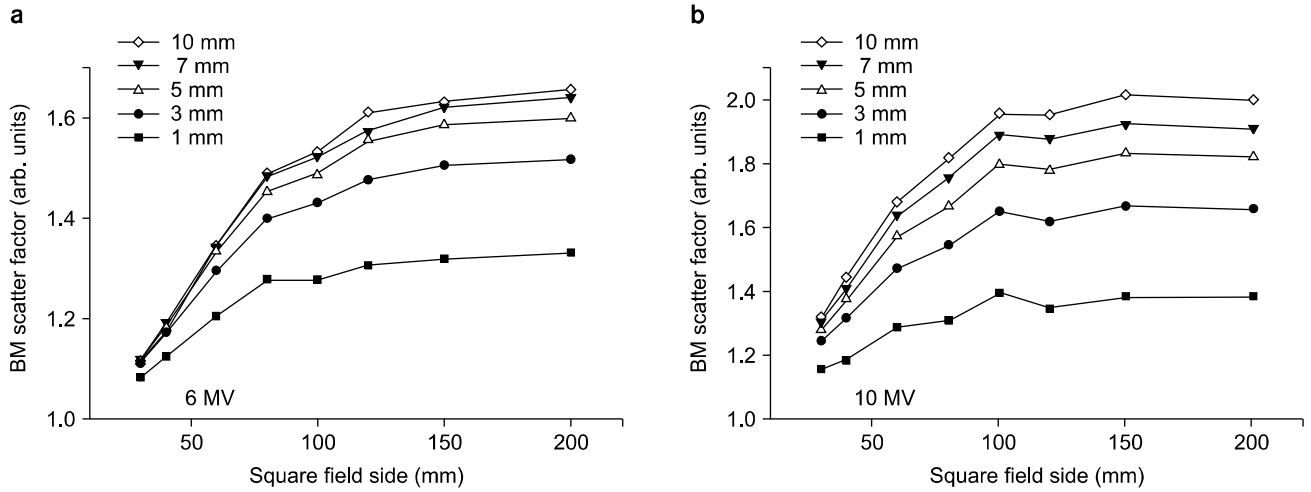 a
10 mm
7 mm
5 mm
3 mm
1 mm
BM scatter factor (arb. units)
1.6
1.4
1.2
1.0
6 MV
50 100 150 200
Square field side (mm)
b
10 mm
7 mm
5 mm
3 mm
1 mm
BM scatter factor (arb. units)
2.0
1.8
1.6
1.4
1.2
1.0
10 MV
50 100 150 200
Square field side (mm)